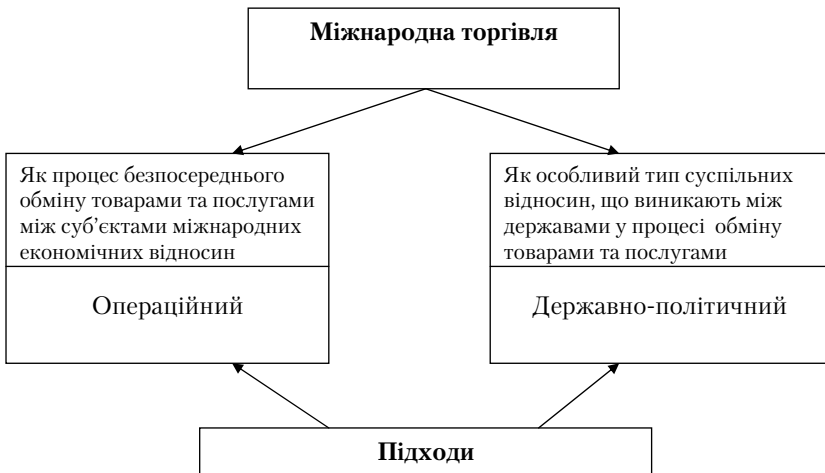 Міжнародна торгівля
Як процес безпосереднього
обміну товарами та послугами
між суб’єктами міжнародних
економічних відносин
Операційний
Як особливий тип суспільних
відносин, що виникають між
державами у процесі обміну
товарами та послугами
Державно-політичний
Підходи